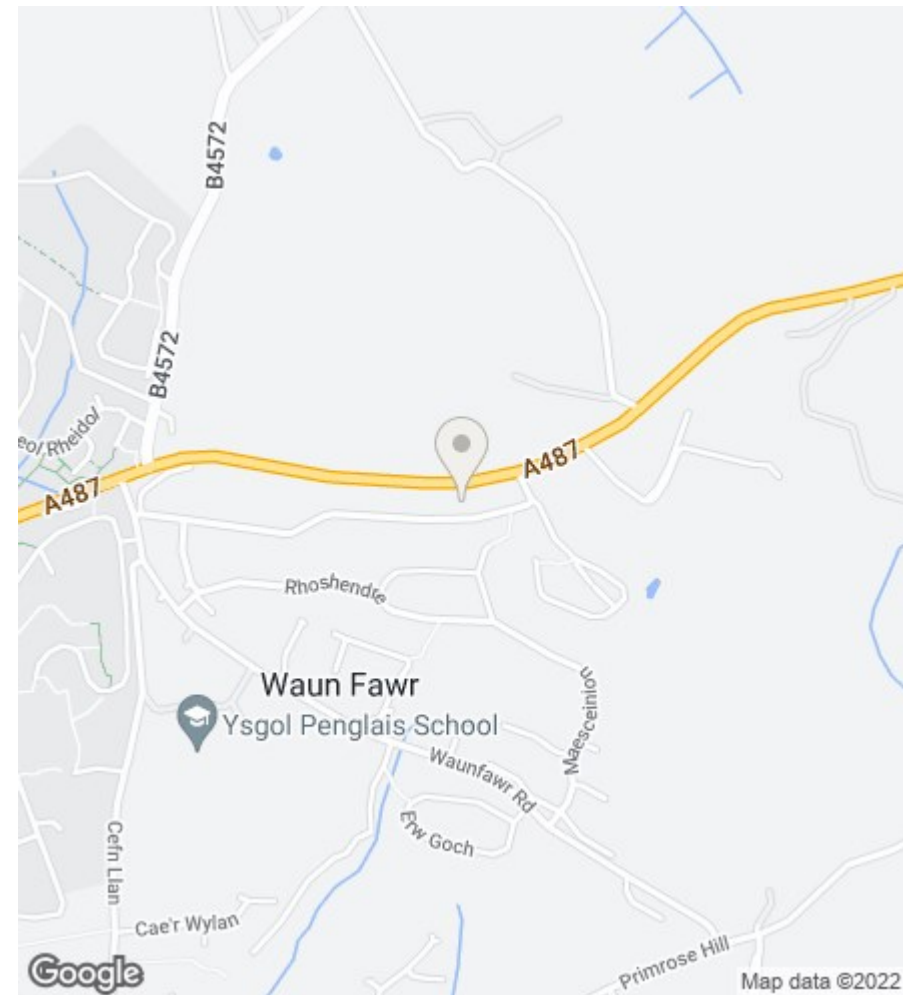 B4572
B4572
eol Rheidol
A487
A487
Rhoshendre
Waun Fawr
Ysgol Penglais School
Maesceinion
Waunfawr Rd
Erw Goch
Cefn Llan
Cae'r Wylan
Primrose Hill
Google
Map data ©2022